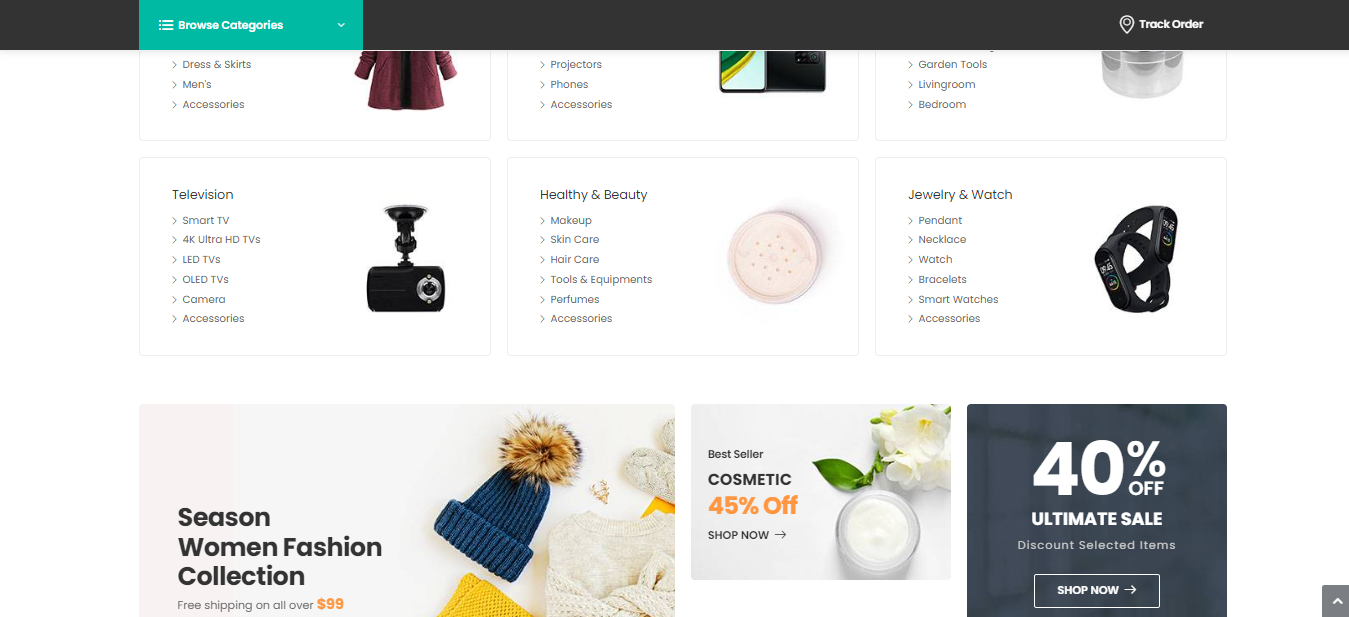 Browse Categories
Track Order
Dress & Skirts
Men's
Accessories
Projectors
Phones
Accessories
Garden Tools
Livingroom
Bedroom
Television
Smart TV
4K Ultra HD TVs
LED TVs
OLED TVs
Camera
Accessories
Healthy & Beauty
Makeup
Skin Care
Hair Care
Tools & Equipments
Perfumes
Accessories
Jewelry & Watch
Pendant
Necklace
Watch
Bracelets
Smart Watches
Accessories
Season
Women Fashion
Collection
Free shipping on all over $99
Best Seller
COSMETIC
45% Off
SHOP NOW
40% OFF
ULTIMATE SALE
Discount Selected Items
SHOP NOW